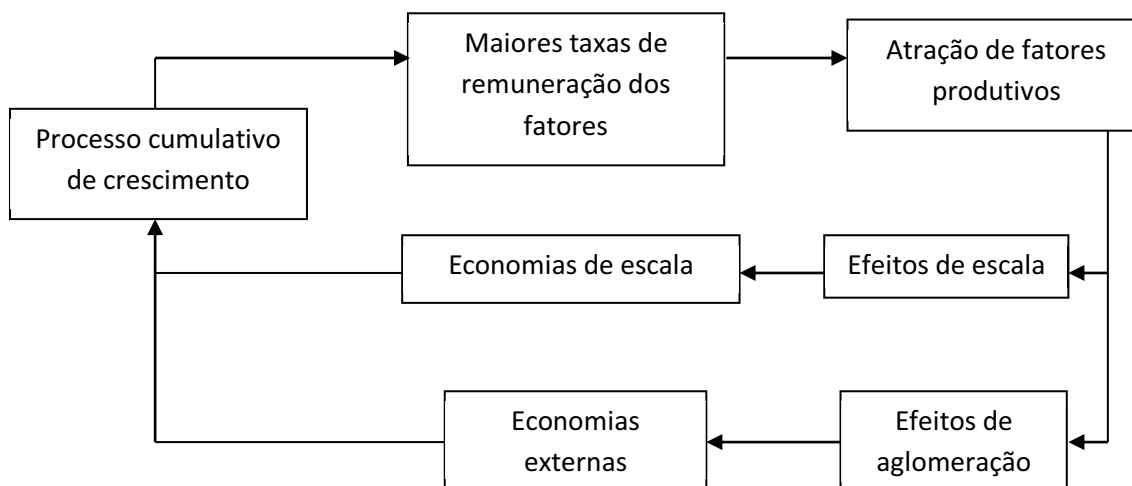 Maiores taxas de
remuneração dos
fatores
Atração de fatores
produtivos
Processo cumulativo
de crescimento
Economias de escala
Efeitos de escala
Economias
externas
Efeitos de
aglomeração